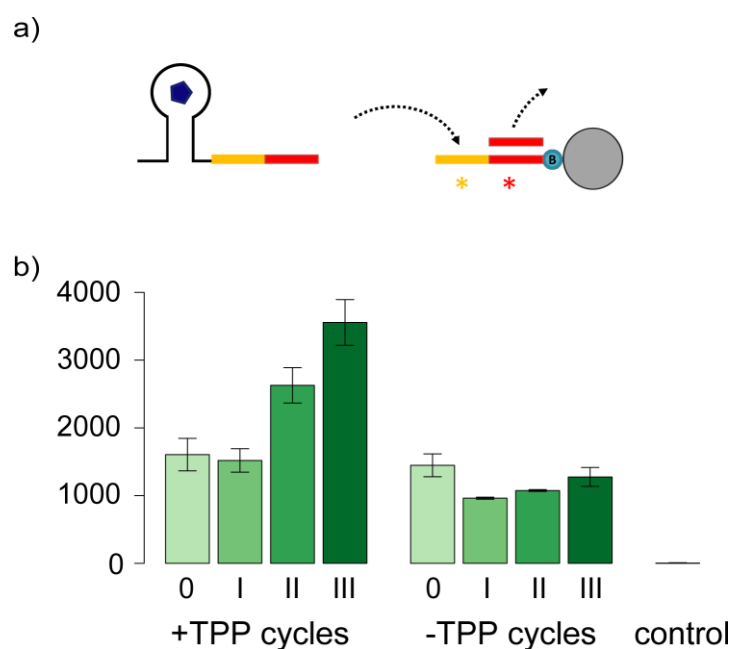 a)
B
* *
b)
4000
3000
2000
1000
0
0 I II III 0 I II III
+TPP cycles -TPP cycles control